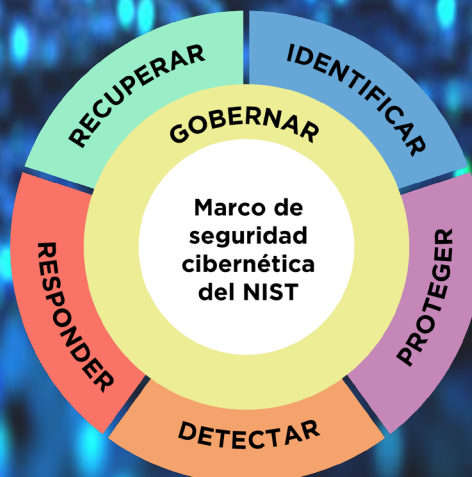 RECUPERAR
IDENTIFICAR
GOBERNAR
Marco de
seguridad
cibernética
del NIST
RESPONDER
PROTEGER
DETECTAR